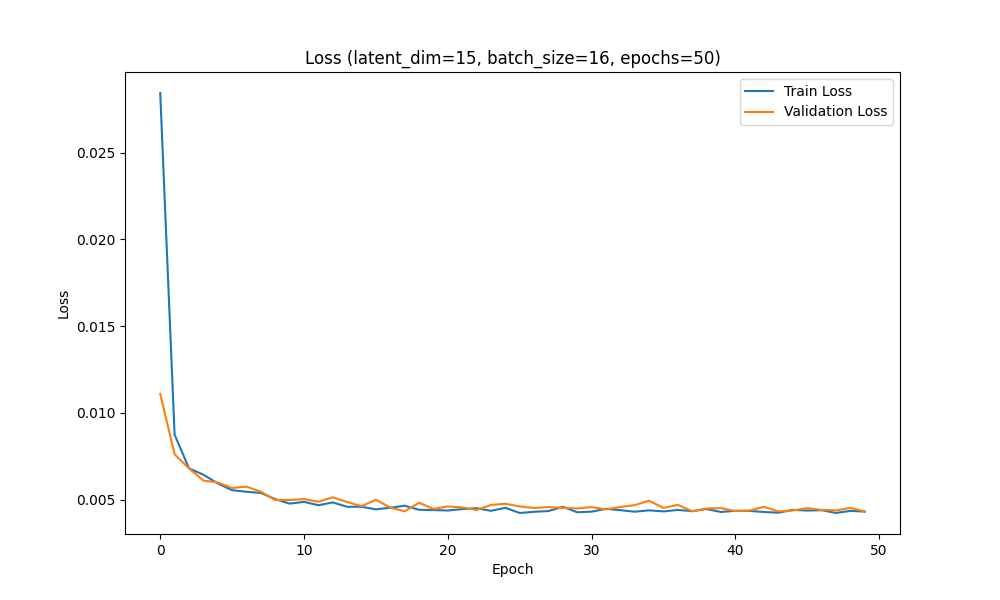 Loss (latent_dim=15, batch_size=16, epochs=50)
Train Loss
Validation Loss
0.025
0.020
0.015
0.010
0.005
Loss
0 10 20 30 40 50
Epoch